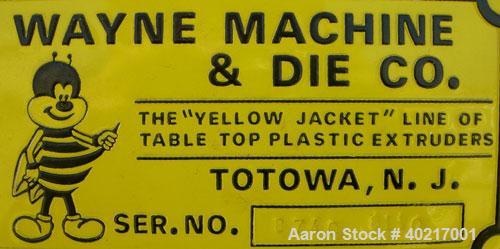 WAYNE MACHINE
& DIE CO.
THE "YELLOW JACKET" LINE OF
TABLE TOP PLASTIC EXTRUDERS
TOTOWA, N. J.
SER. NO.
Aaron Stock # 40217001